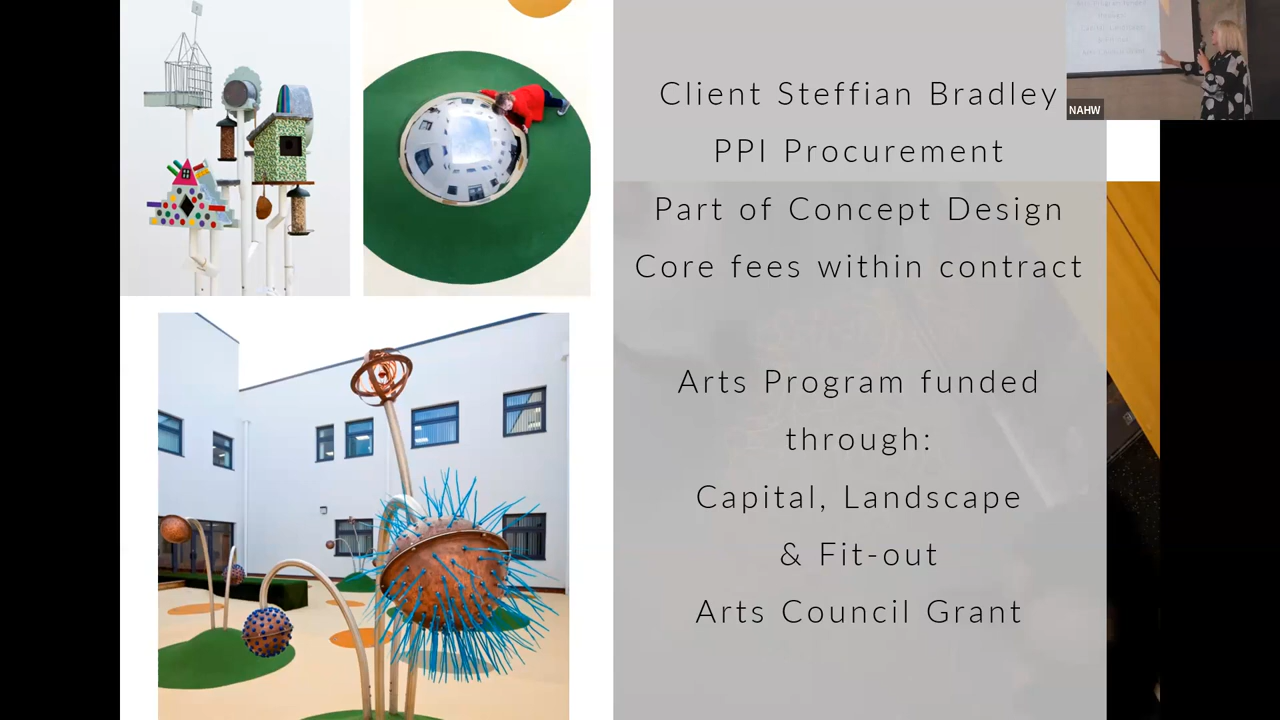 Client Steffian Bradley
PPI Procurement
Part of Concept Design
Core fees within contract
Arts Program funded
through:
Capital, Landscape
& Fit-out
Arts Council Grant
NAHW